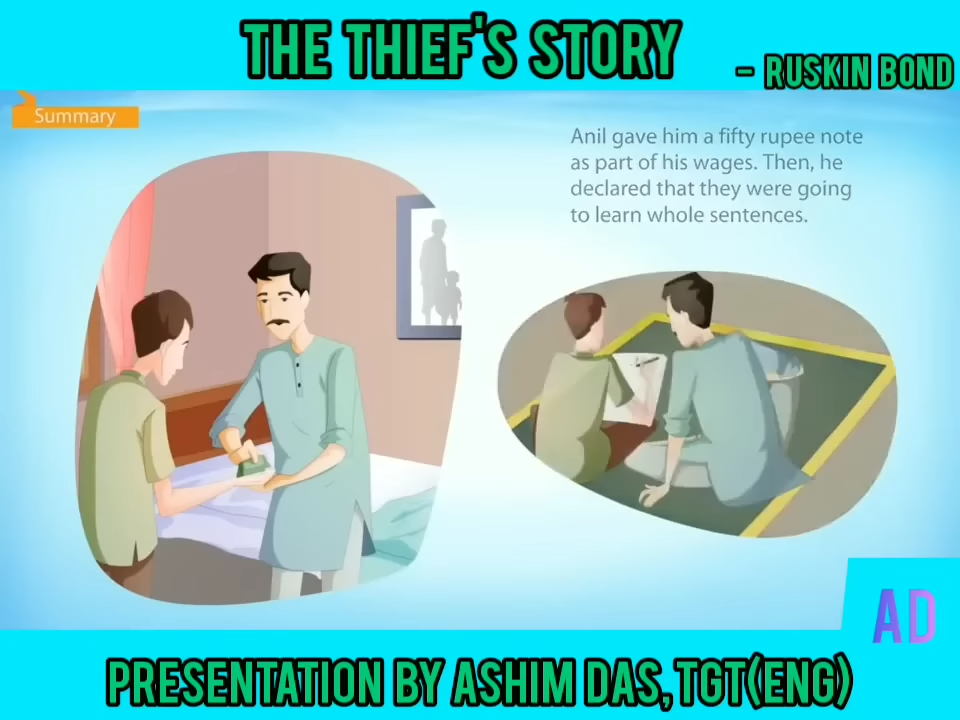 THE THIEF'S STORY
- RUSKIN BOND
Summary
Anil gave him a fifty rupee note
as part of his wages. Then, he
declared that they were going
to learn whole sentences.
AD
PRESENTATION BY ASHIM DAS, TGT(ENG)